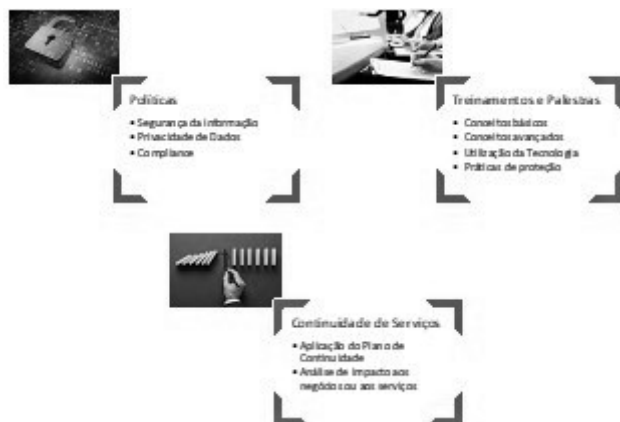 Políticas
▪ Segurança da Informação
▪ Privacidade de Dados
▪ Compliance
Treinamentos e Palestras
▪ Conceitos básicos
▪ Conceitos avançados
▪ Utilização da Tecnologia
▪ Práticas de proteção
Continuidade de Serviços
▪ Aplicação do Plano de
Continuidade
▪ Análise de impacto aos
negócios ou aos serviços